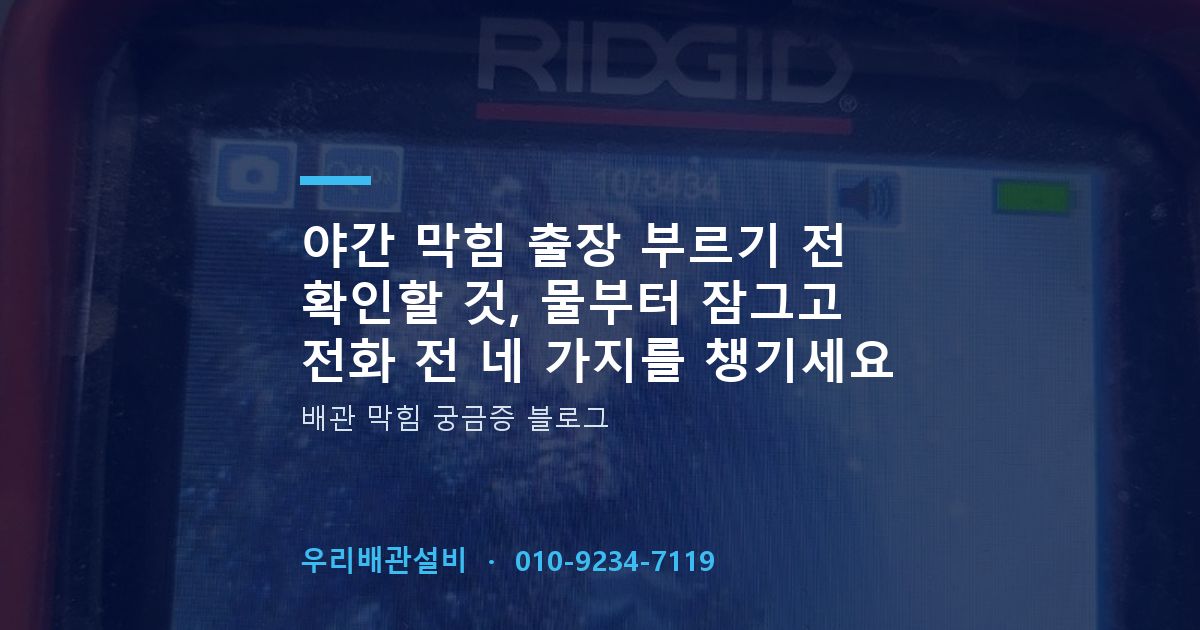 RIDGID®
10/3434
야간 막힘 출장 부르기 전
확인할 것, 물부터 잠그고
전화 전 네 가지를 챙기세요
배관 막힘 궁금증 블로그
우리배관설비 · 010-9234-7119